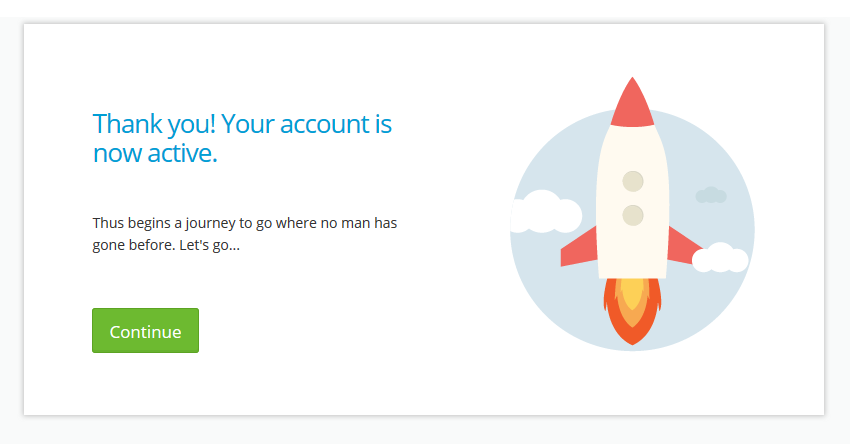 Thank you! Your account is
now active.
Thus begins a journey to go where no man has
gone before. Let's go...
Continue